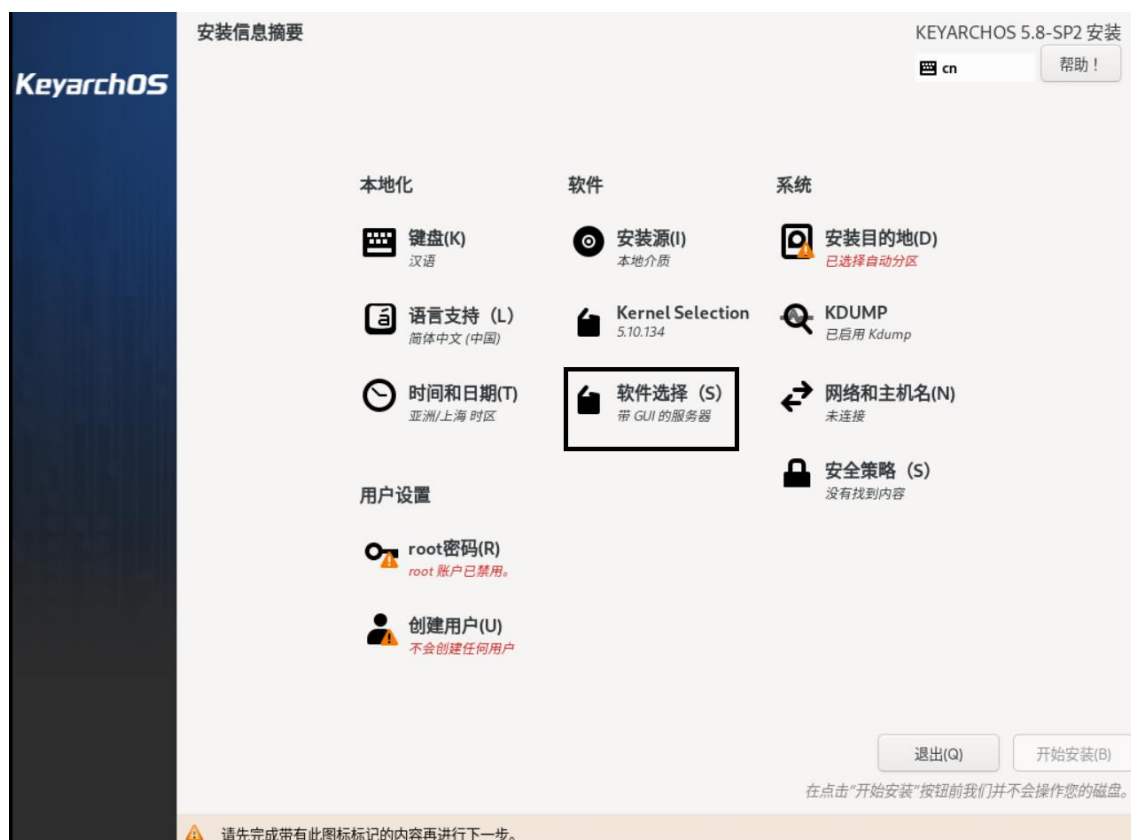 KeyarchOS
安装信息摘要
KEYARCHOS 5.8-SP2 安装
cn
帮助！
本地化
键盘(K)
汉语
语言支持（L）
简体中文 (中国)
时间和日期(T)
亚洲/上海 时区
软件
安装源(I)
本地介质
Kernel Selection
5.10.134
软件选择（S）
带 GUI 的服务器
系统
安装目的地(D)
已选择自动分区
KDUMP
已启用 Kdump
网络和主机名(N)
未连接
安全策略（S）
没有找到内容
用户设置
root密码(R)
root 账户已禁用。
创建用户(U)
不会创建任何用户
退出(Q)
开始安装(B)
在点击"开始安装"按钮前我们并不会操作您的磁盘。
请先完成带有此图标标记的内容再进行下一步。